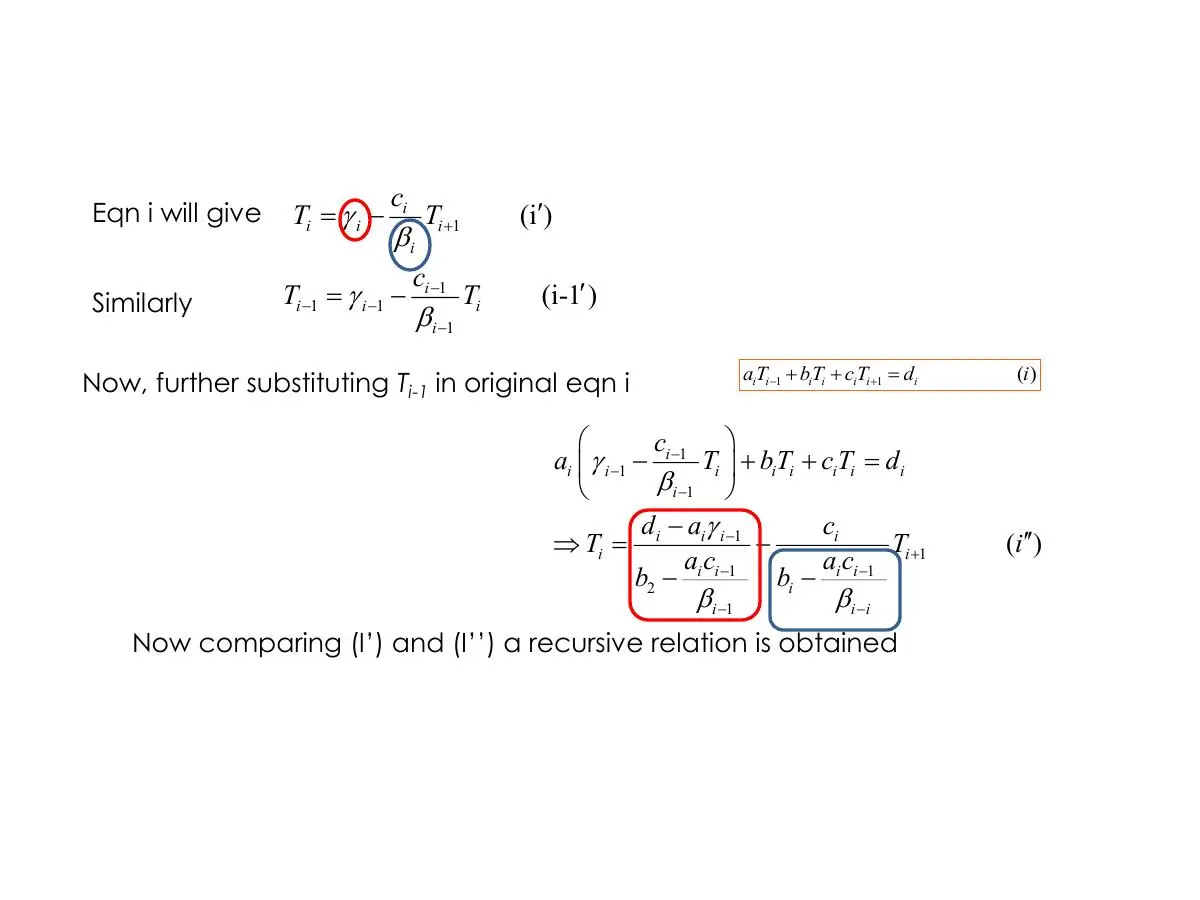 Eqn i will give T_i = γ_i − (c_i / β_i) T_{i+1} (i′)
Similarly T_{i−1} = γ_{i−1} − (c_{i−1} / β_{i−1}) T_i (i-1′)
Now, further substituting T_{i-1} in original eqn i a_i T_{i−1} + b_i T_i + c_i T_{i+1} = d_i (i)
a_i (γ_{i−1} − (c_{i−1} / β_{i−1}) T_i) + b_i T_i + c_i T_i = d_i
⇒ T_i = (d_i − a_i γ_{i−1}) / (b_2 − a_i c_{i−1} / β_{i−1}) − c_i / (b_i − a_i c_{i−1} / β_{i−i}) T_{i+1} (i″)
Now comparing (I’) and (I’’) a recursive relation is obtained